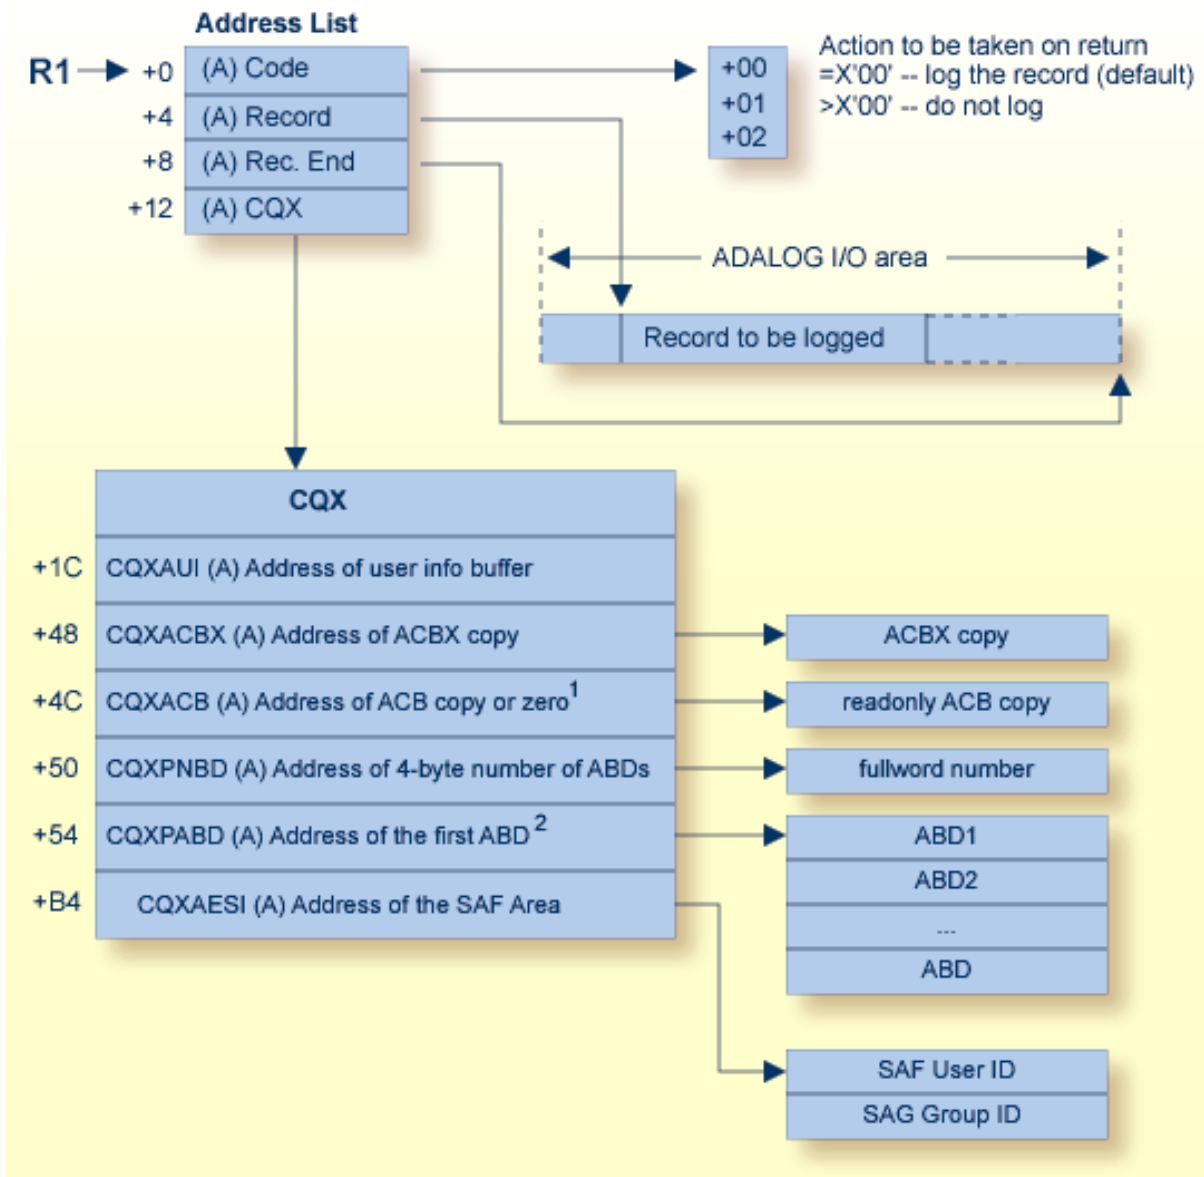 Address List
R1
+0
(A) Code
+4
(A) Record
+8
(A) Rec. End
+12
(A) CQX
+00
+01
+02
Action to be taken on return
=X'00' -- log the record (default)
>X'00' -- do not log
ADALOG I/O area
Record to be logged
CQX
+1C
CQXAUI (A) Address of user info buffer
+48
CQXACBX (A) Address of ACBX copy
ACBX copy
+4C
CQXACB (A) Address of ACB copy or zero1
readonly ACB copy
+50
CQXPNBD (A) Address of 4-byte number of ABDs
fullword number
+54
CQXPABD (A) Address of the first ABD2
ABD1
ABD2
...
ABD
+B4
CQXAESI (A) Address of the SAF Area
SAF User ID
SAG Group ID